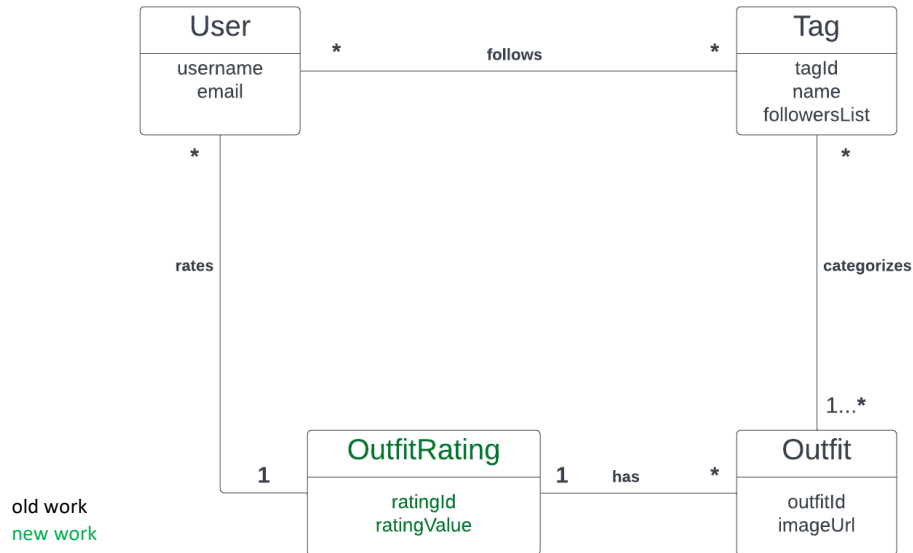 User
username
email
*
follows
*
Tag
tagId
name
followersList
*
rates
*
categorizes
1...*
OutfitRating
ratingId
ratingValue
1
1
has
*
Outfit
outfitId
imageUrl
old work
new work